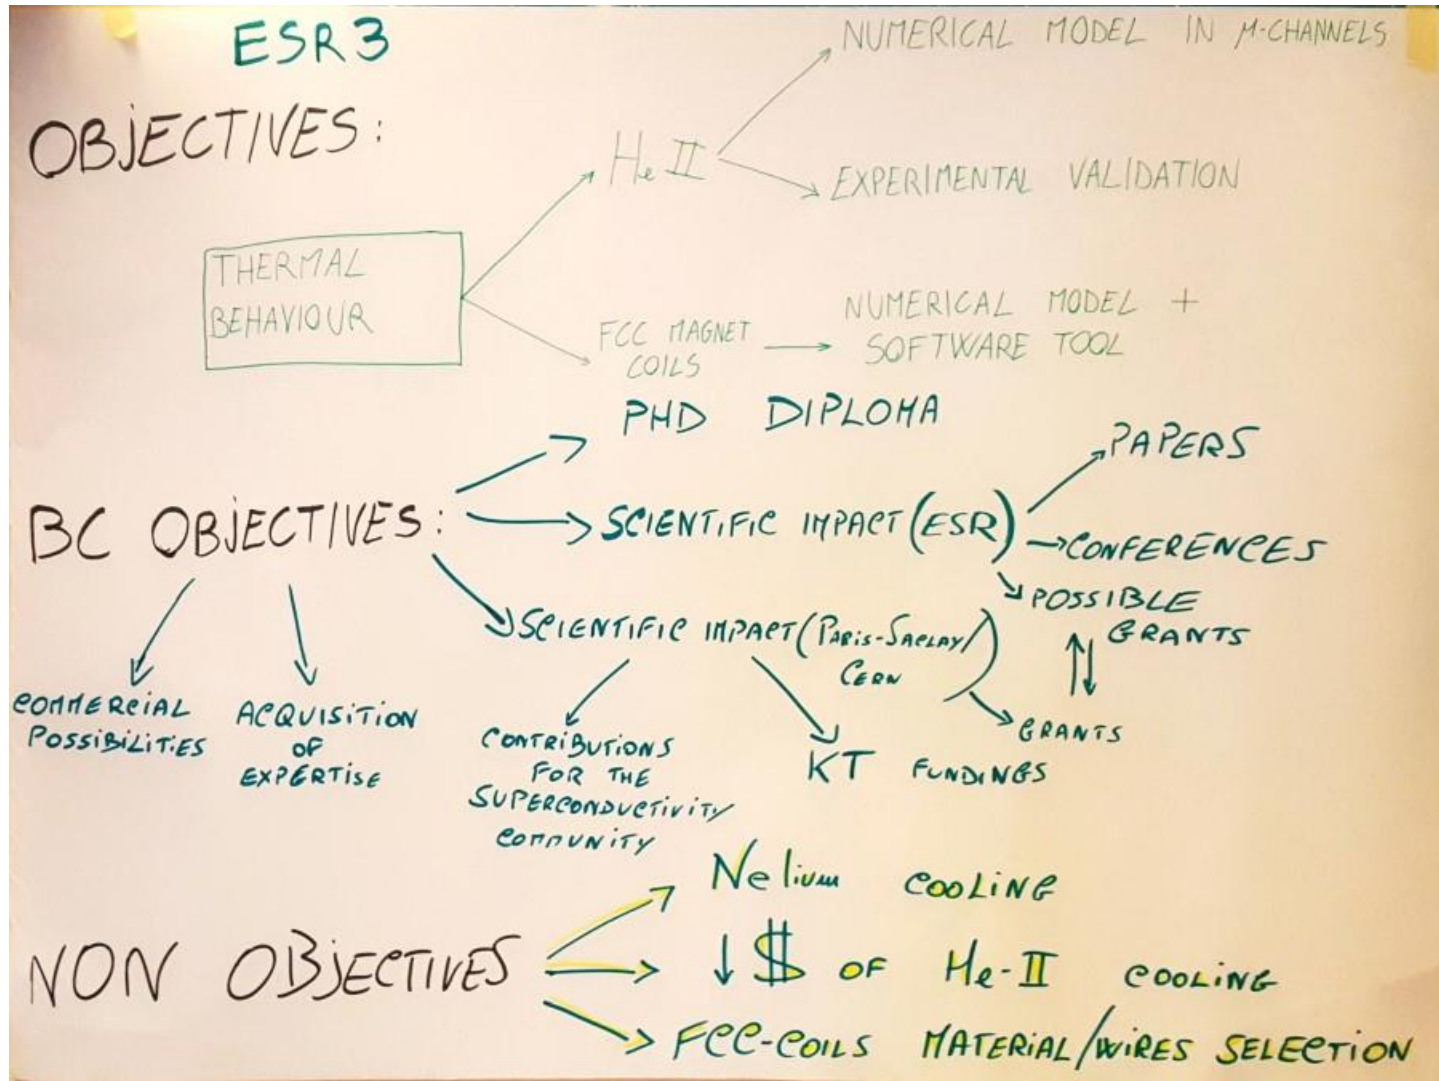 ESR 3
NUMERICAL MODEL IN μ-CHANNELS
OBJECTIVES:
He II
EXPERIMENTAL VALIDATION
THERMAL
BEHAVIOUR
FCC MAGNET
COILS
NUMERICAL MODEL +
SOFTWARE TOOL
PHD DIPLOMA
BC OBJECTIVES:
SCIENTIFIC IMPACT (ESR)
PAPERS
CONFERENCES
POSSIBLE
GRANTS
SCIENTIFIC IMPACT (PARIS-SACLAY/
CERN)
GRANTS
COMMERCIAL
POSSIBILITIES
ACQUISITION
OF
EXPERTISE
CONTRIBUTIONS
FOR THE
SUPERCONDUCTIVITY
COMMUNITY
KT FUNDINGS
NON OBJECTIVES
Nelium COOLING
↓ $ OF He-II COOLING
FCC-COILS MATERIAL/WIRES SELECTION